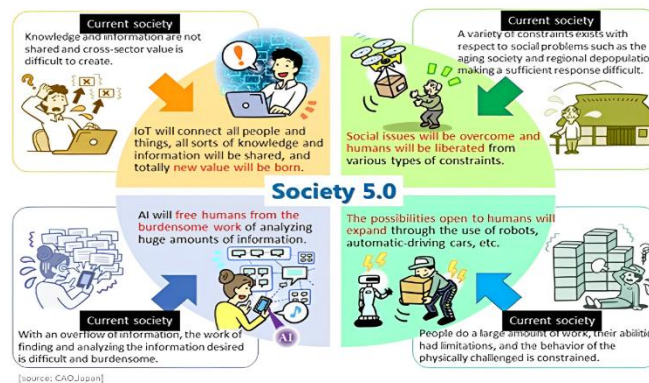 Current society
Knowledge and information are not
shared and cross-sector value is
difficult to create.
IoT will connect all people and
things, all sorts of knowledge and
information will be shared, and
totally new value will be born.
Current society
A variety of constraints exists with
respect to social problems such as the
aging society and regional depopulation
making a sufficient response difficult.
Social issues will be overcome and
humans will be liberated from
various types of constraints.
Society 5.0
AI will free humans from the
burdensome work of analyzing
huge amounts of information.
AI
Current society
With an overflow of information, the work of
finding and analyzing the information desired
is difficult and burdensome.
The possibilities open to humans will
expand through the use of robots,
automatic-driving cars, etc.
Current society
People do a large amount of work, their abilities
had limitations, and the behavior of the
physically challenged is constrained.
[source: CAO,Japan]